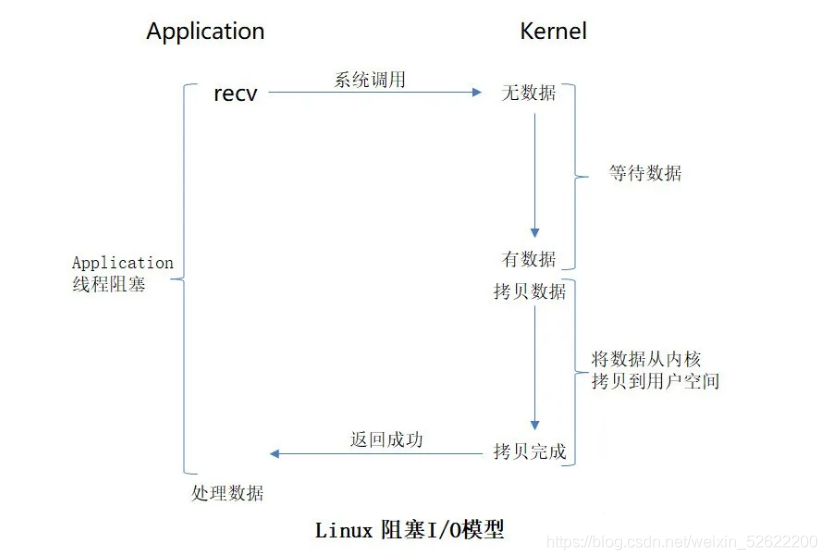 Application
Kernel
recv
系统调用
无数据
等待数据
有数据
Application
线程阻塞
拷贝数据
将数据从内核
拷贝到用户空间
返回成功
拷贝完成
处理数据
Linux 阻塞I/O模型
https://blog.csdn.net/weixin_52622200